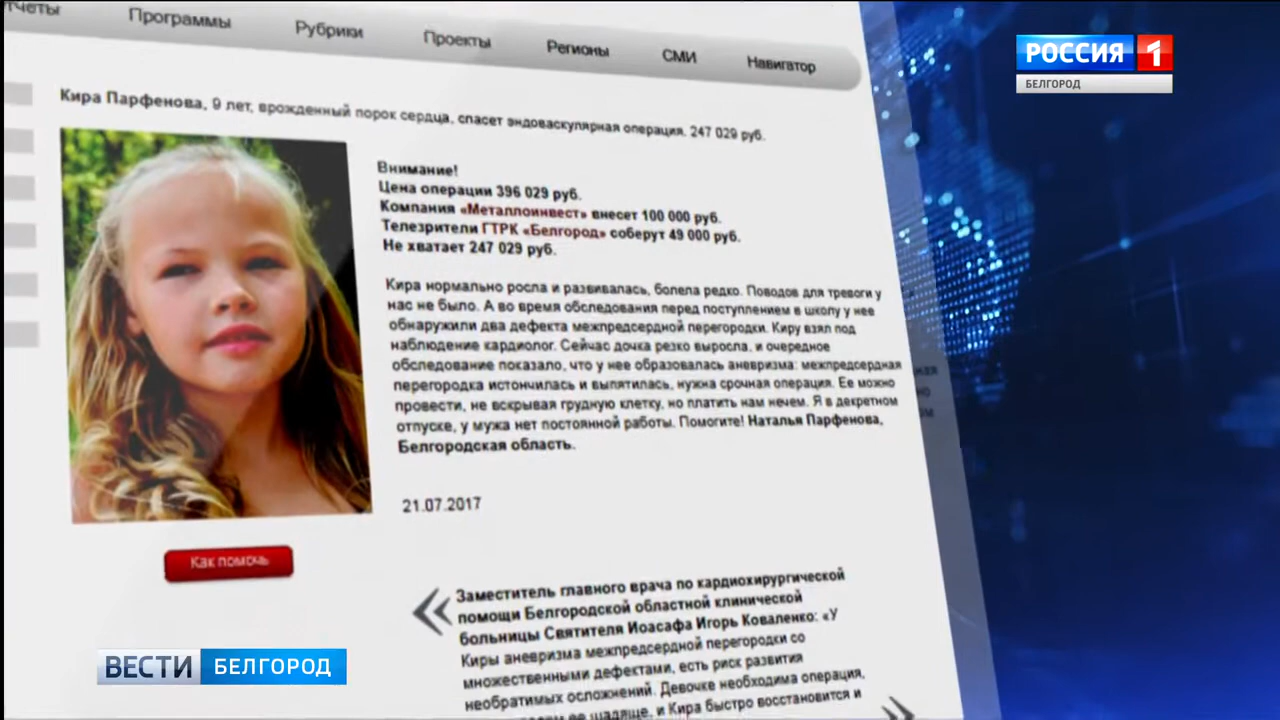 Программы Рубрики Проекты Регионы СМИ Навигатор
РОССИЯ 1
БЕЛГОРОД
Кира Парфенова, 9 лет, врожденный порок сердца, спасет эндоваскулярная операция. 247 029 руб.
Внимание!
Цена операции 396 029 руб.
Компания «Металлоинвест» внесет 100 000 руб.
Телезрители ГТРК «Белгород» соберут 49 000 руб.
Не хватает 247 029 руб.
Кира нормально росла и развивалась, болела редко. Поводов для тревоги у
нас не было. А во время обследования перед поступлением в школу у нее
обнаружили два дефекта межпредсердной перегородки. Киру взял под
наблюдение кардиолог. Сейчас дочка резко выросла, и очередное
обследование показало, что у нее образовалась аневризма: межпредсердная
перегородка истончилась и выпятилась, нужна срочная операция. Ее можно
провести, не вскрывая грудную клетку, но платить нам нечем. Я в декретном
отпуске, у мужа нет постоянной работы. Помогите! Наталья Парфенова,
Белгородская область.
21.07.2017
Как помочь
Заместитель главного врача по кардиохирургической
помощи Белгородской областной клинической
больницы Святителя Иоасафа Игорь Коваленко: «У
Киры аневризма межпредсердной перегородки со
множественными дефектами, есть риск развития
необратимых осложнений. Девочке необходима операция,
ее щадяще, и Кира быстро восстановится и
ВЕСТИ БЕЛГОРОД